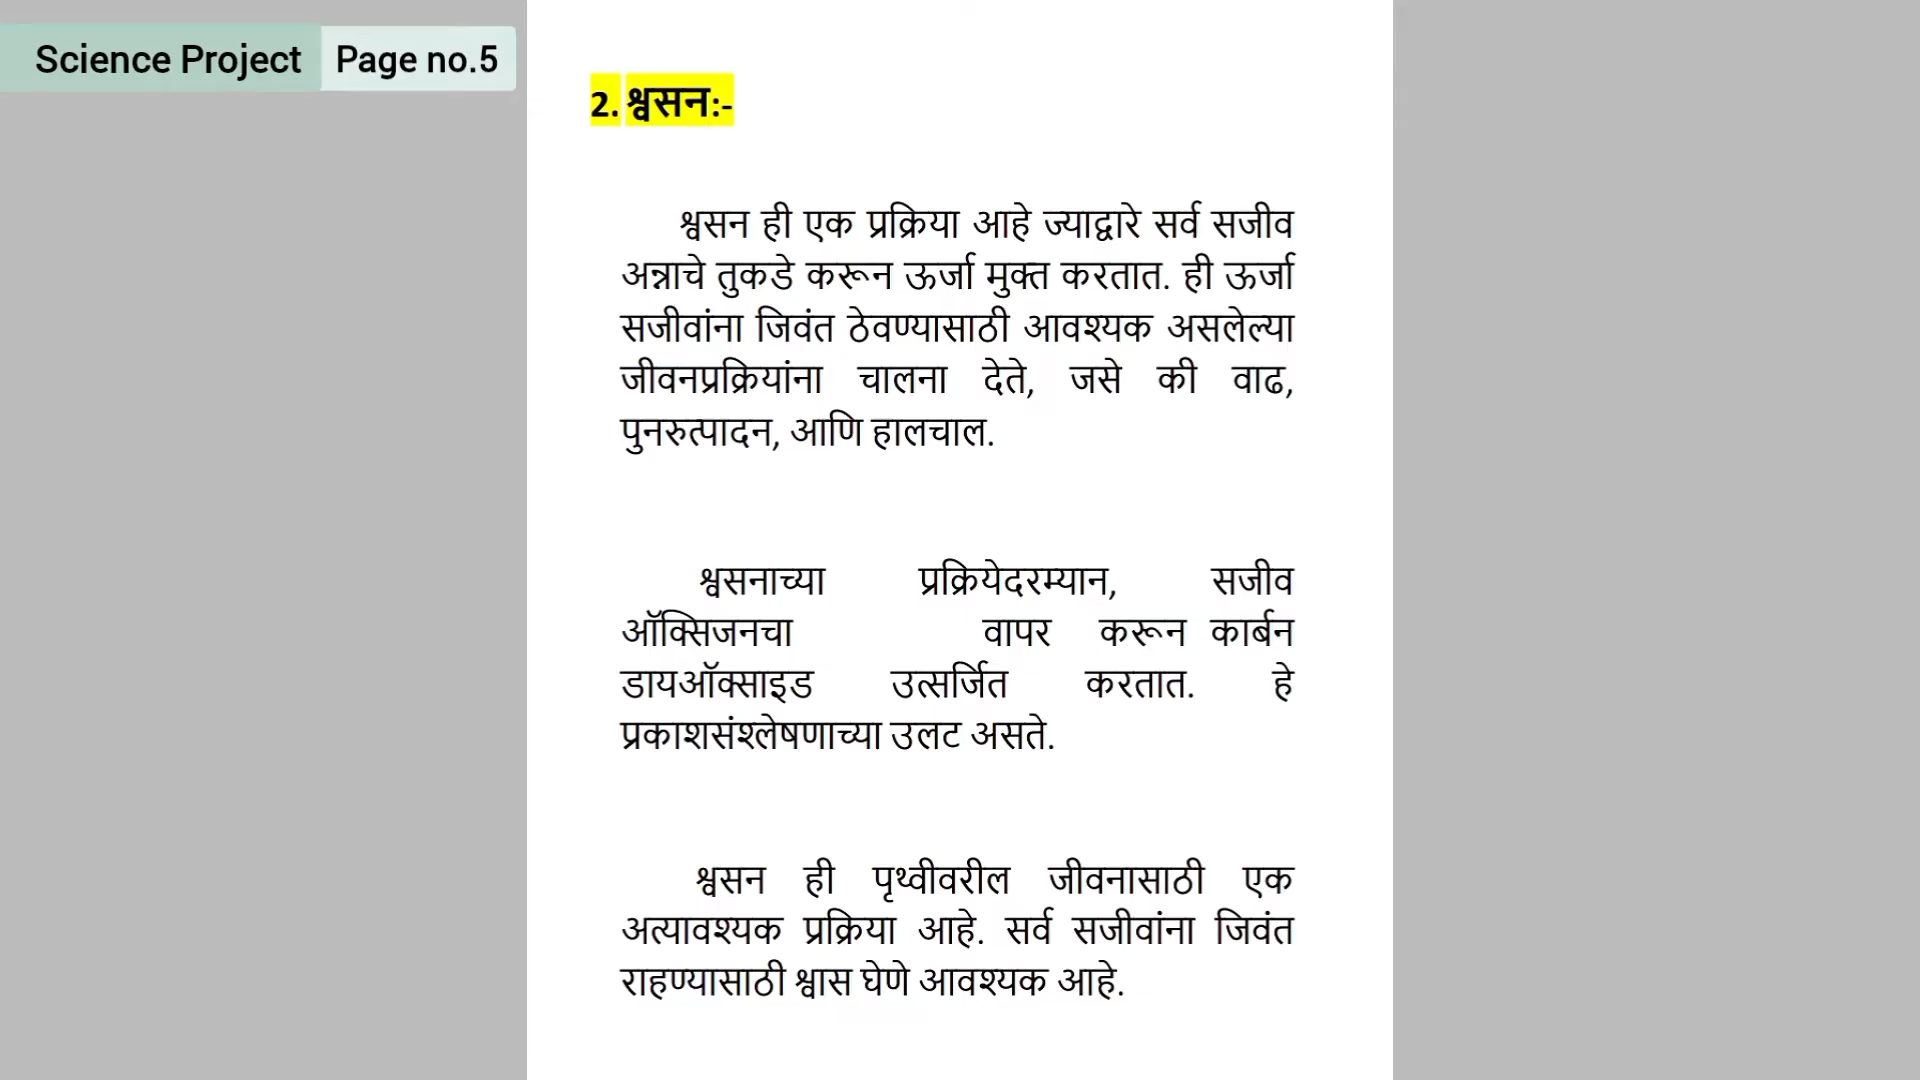 Science Project Page no.5
2. श्वसन:-
श्वसन ही एक प्रक्रिया आहे ज्याद्वारे सर्व सजीव
अन्नाचे तुकडे करून ऊर्जा मुक्त करतात. ही ऊर्जा
सजीवांना जिवंत ठेवण्यासाठी आवश्यक असलेल्या
जीवनप्रक्रियांना चालना देते, जसे की वाढ,
पुनरुत्पादन, आणि हालचाल.
श्वसनाच्या प्रक्रियेदरम्यान, सजीव
ऑक्सिजनचा वापर करून कार्बन
डायऑक्साइड उत्सर्जित करतात. हे
प्रकाशसंश्लेषणाच्या उलट असते.
श्वसन ही पृथ्वीवरील जीवनासाठी एक
अत्यावश्यक प्रक्रिया आहे. सर्व सजीवांना जिवंत
राहण्यासाठी श्वास घेणे आवश्यक आहे.